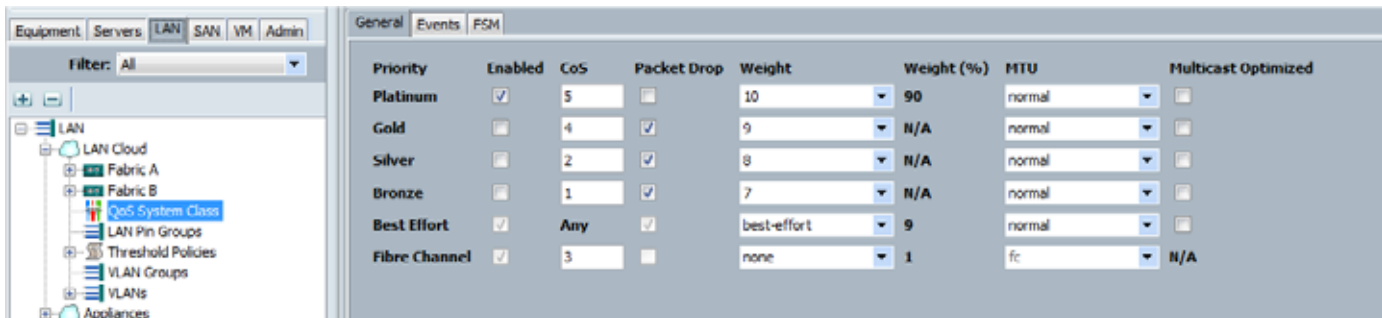 Equipment Servers LAN SAN VM Admin
Filter: All
LAN
LAN Cloud
Fabric A
Fabric B
QoS System Class
LAN Pin Groups
Threshold Policies
VLAN Groups
VLANs
Appliances
General Events FSM
Priority Enabled CoS Packet Drop Weight Weight (%) MTU Multicast Optimized
Platinum 5 10 90 normal
Gold 4 9 N/A normal
Silver 2 8 N/A normal
Bronze 1 7 N/A normal
Best Effort Any best-effort 9 normal
Fibre Channel 3 none 1 fc N/A